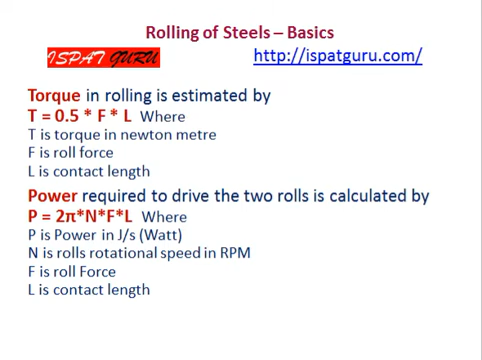 Rolling of Steels – Basics
ISPAT GURU
http://ispatguru.com/
Torque in rolling is estimated by
T = 0.5 * F * L Where
T is torque in newton metre
F is roll force
L is contact length
Power required to drive the two rolls is calculated by
P = 2π*N*F*L Where
P is Power in J/s (Watt)
N is rolls rotational speed in RPM
F is roll Force
L is contact length